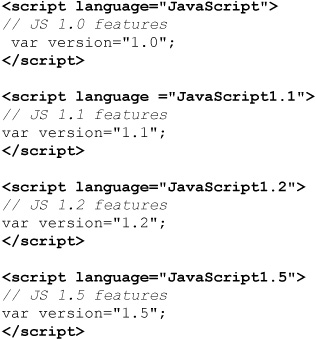 <script language="JavaScript">
// JS 1.0 features
var version="1.0";
</script>
<script language ="JavaScript1.1">
// JS 1.1 features
var version="1.1";
</script>
<script language="JavaScript1.2">
// JS 1.2 features
var version="1.2";
</script>
<script language="JavaScript1.5">
// JS 1.5 features
var version="1.5";
</script>